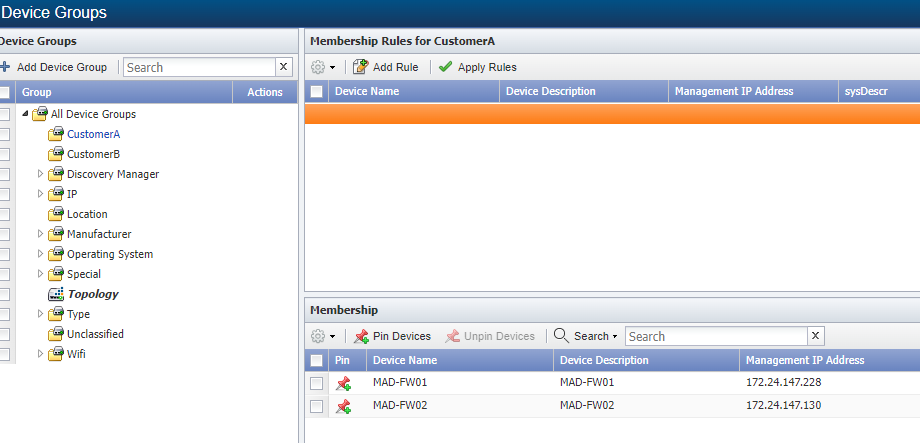 Device Groups
Device Groups
Add Device Group Search X
Group Actions
All Device Groups
CustomerA
CustomerB
Discovery Manager
IP
Location
Manufacturer
Operating System
Special
Topology
Type
Unclassified
Wifi
Membership Rules for CustomerA
Add Rule Apply Rules
Device Name Device Description Management IP Address sysDescr
Membership
Pin Devices Unpin Devices Search Search X
Pin Device Name Device Description Management IP Address
MAD-FW01 MAD-FW01 172.24.147.228
MAD-FW02 MAD-FW02 172.24.147.130